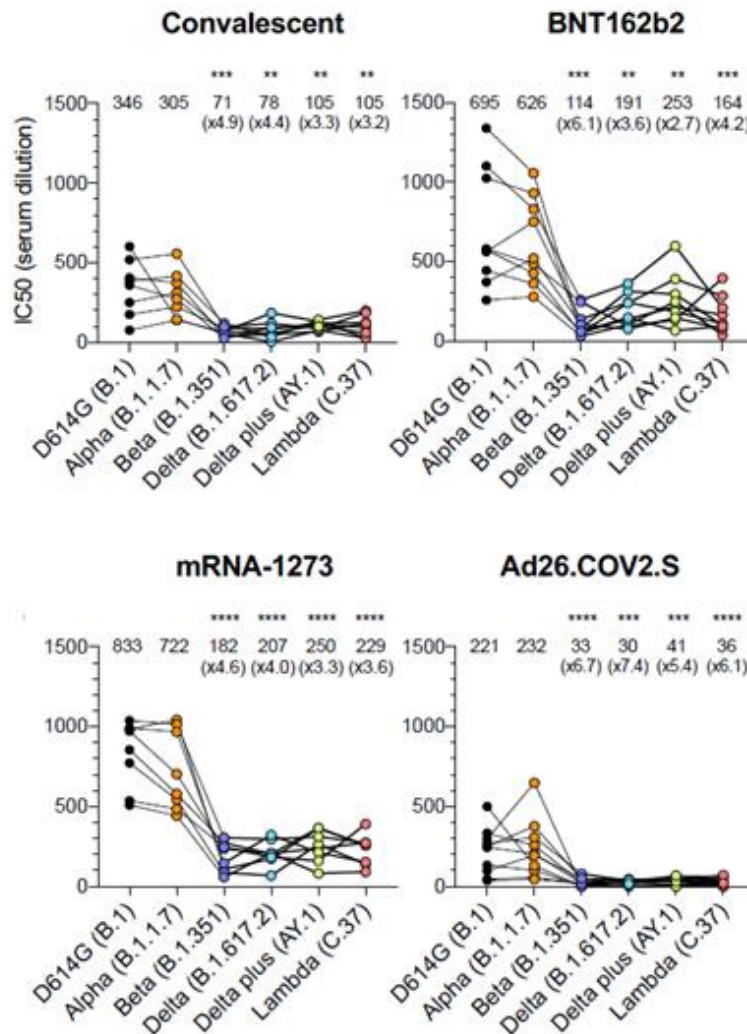 Convalescent
*** ** ** **
346 305 71 78 105 105
(x4.9) (x4.4) (x3.3) (x3.2)
IC50 (serum dilution)
1500
1000
500
0
D614G (B.1)
Alpha (B.1.1.7)
Beta (B.1.351)
Delta (B.1.617.2)
Delta plus (AY.1)
Lambda (C.37)
BNT162b2
*** ** ** ***
695 626 114 191 253 164
(x6.1) (x3.6) (x2.7) (x4.2)
1500
1000
500
0
D614G (B.1)
Alpha (B.1.1.7)
Beta (B.1.351)
Delta (B.1.617.2)
Delta plus (AY.1)
Lambda (C.37)
mRNA-1273
**** **** **** ****
833 722 182 207 250 229
(x4.6) (x4.0) (x3.3) (x3.6)
1500
1000
500
0
D614G (B.1)
Alpha (B.1.1.7)
Beta (B.1.351)
Delta (B.1.617.2)
Delta plus (AY.1)
Lambda (C.37)
Ad26.COV2.S
**** *** *** ****
221 232 33 30 41 36
(x6.7) (x7.4) (x5.4) (x6.1)
1500
1000
500
0
D614G (B.1)
Alpha (B.1.1.7)
Beta (B.1.351)
Delta (B.1.617.2)
Delta plus (AY.1)
Lambda (C.37)